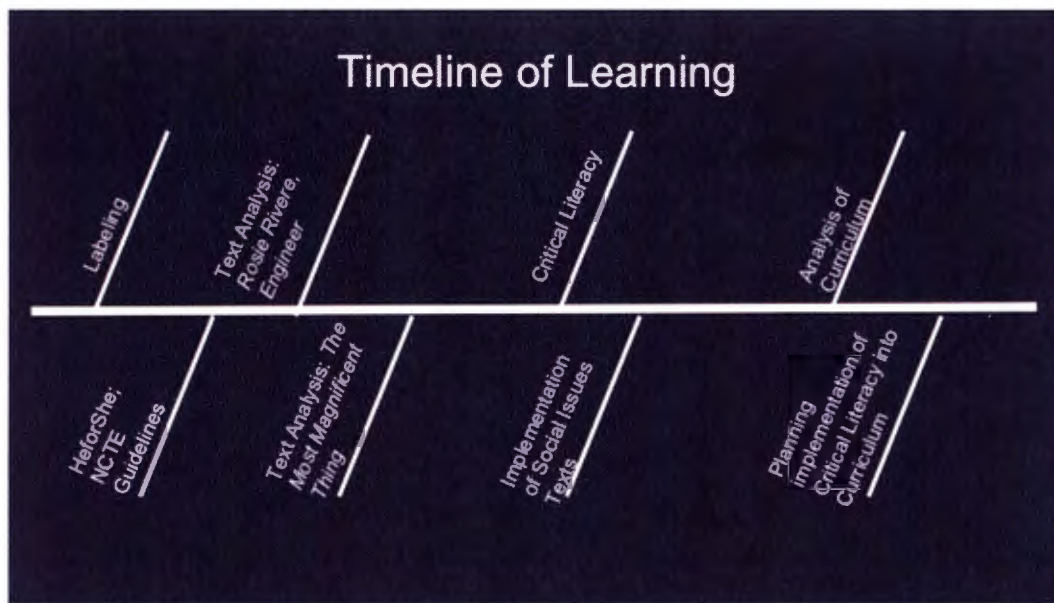 Timeline of Learning
Labeling
Text Analysis:
Rosie Rivere,
Engineer
Critical Literacy
Analysis of
Curriculum
HeforShe;
NCTE
Guidelines
Text Analysis: The
Most Magnificent
Thing
Implementation
of Social Issues
Texts
Planning
implementation of
Critical Literacy into
Curriculum